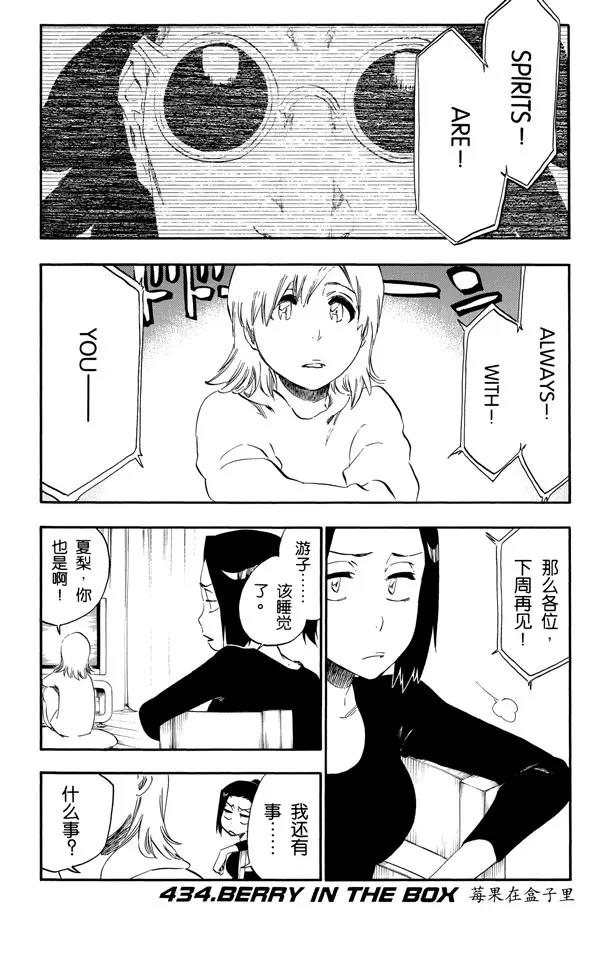 SPIRITS—!
ARE—!
ALWAYS—!
WITH—!
YOU——
那么各位，
下周再见！
游子……
该睡觉
了。
夏梨，你
也是啊！
我还有
事……
什么事？
434.BERRY IN THE BOX 莓果在盒子里